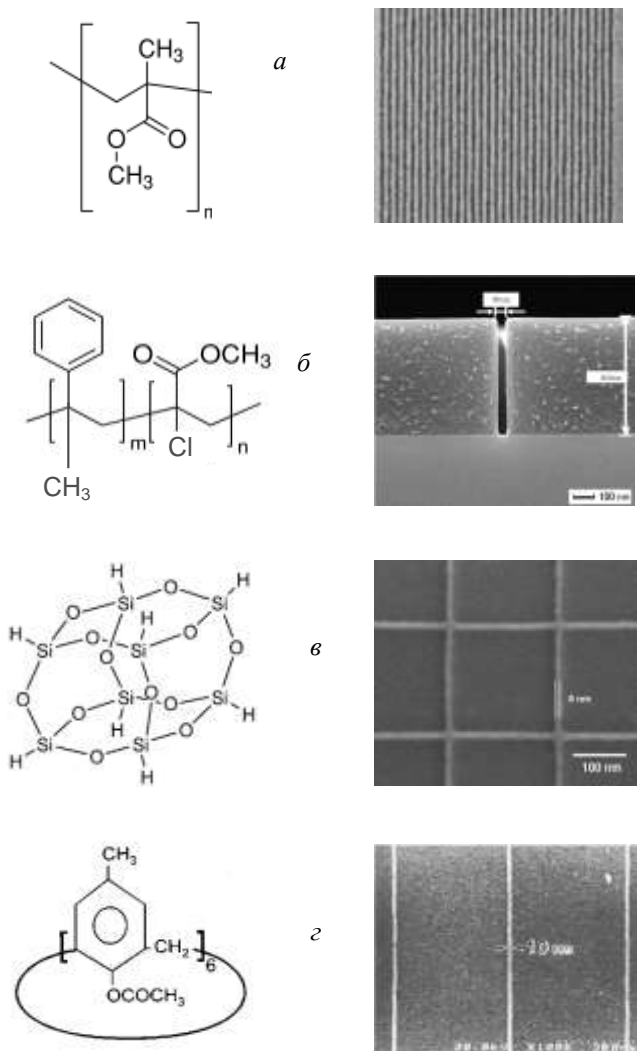 CH₃
а
O
O
CH₃
n
O
OCH₃
б
m
Cl
n
CH₃
100 nm
H
H
Si
O
Si
H
O
H
O
Si
O
H
Si
O
O
Si
O
в
O
Si
O
O
H
Si
O
Si
H
H
H
100 nm
CH₃
г
[
CH₂
]6
OCOCH₃